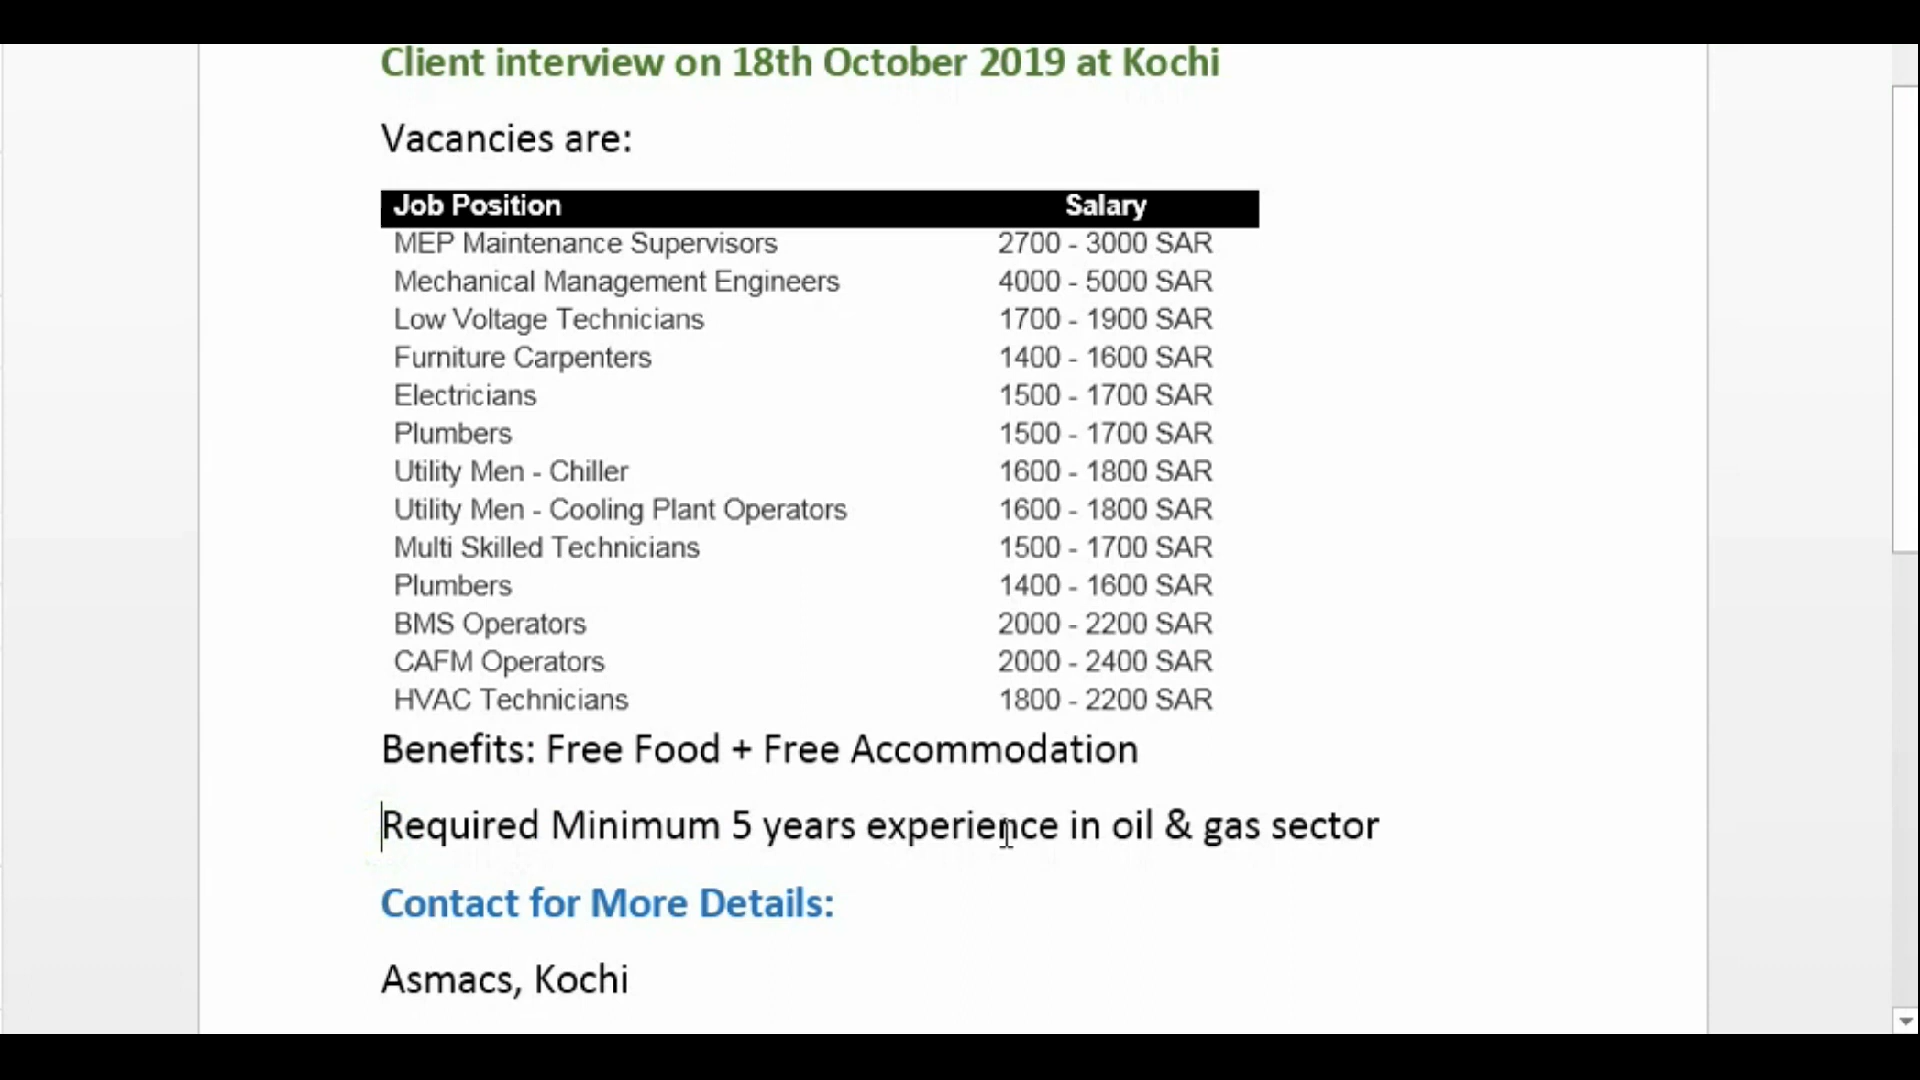 Client interview on 18th October 2019 at Kochi
Vacancies are:
Job Position Salary
MEP Maintenance Supervisors 2700 - 3000 SAR
Mechanical Management Engineers 4000 - 5000 SAR
Low Voltage Technicians 1700 - 1900 SAR
Furniture Carpenters 1400 - 1600 SAR
Electricians 1500 - 1700 SAR
Plumbers 1500 - 1700 SAR
Utility Men - Chiller 1600 - 1800 SAR
Utility Men - Cooling Plant Operators 1600 - 1800 SAR
Multi Skilled Technicians 1500 - 1700 SAR
Plumbers 1400 - 1600 SAR
BMS Operators 2000 - 2200 SAR
CAFM Operators 2000 - 2400 SAR
HVAC Technicians 1800 - 2200 SAR
Benefits: Free Food + Free Accommodation
Required Minimum 5 years experience in oil & gas sector
Contact for More Details:
Asmacs, Kochi